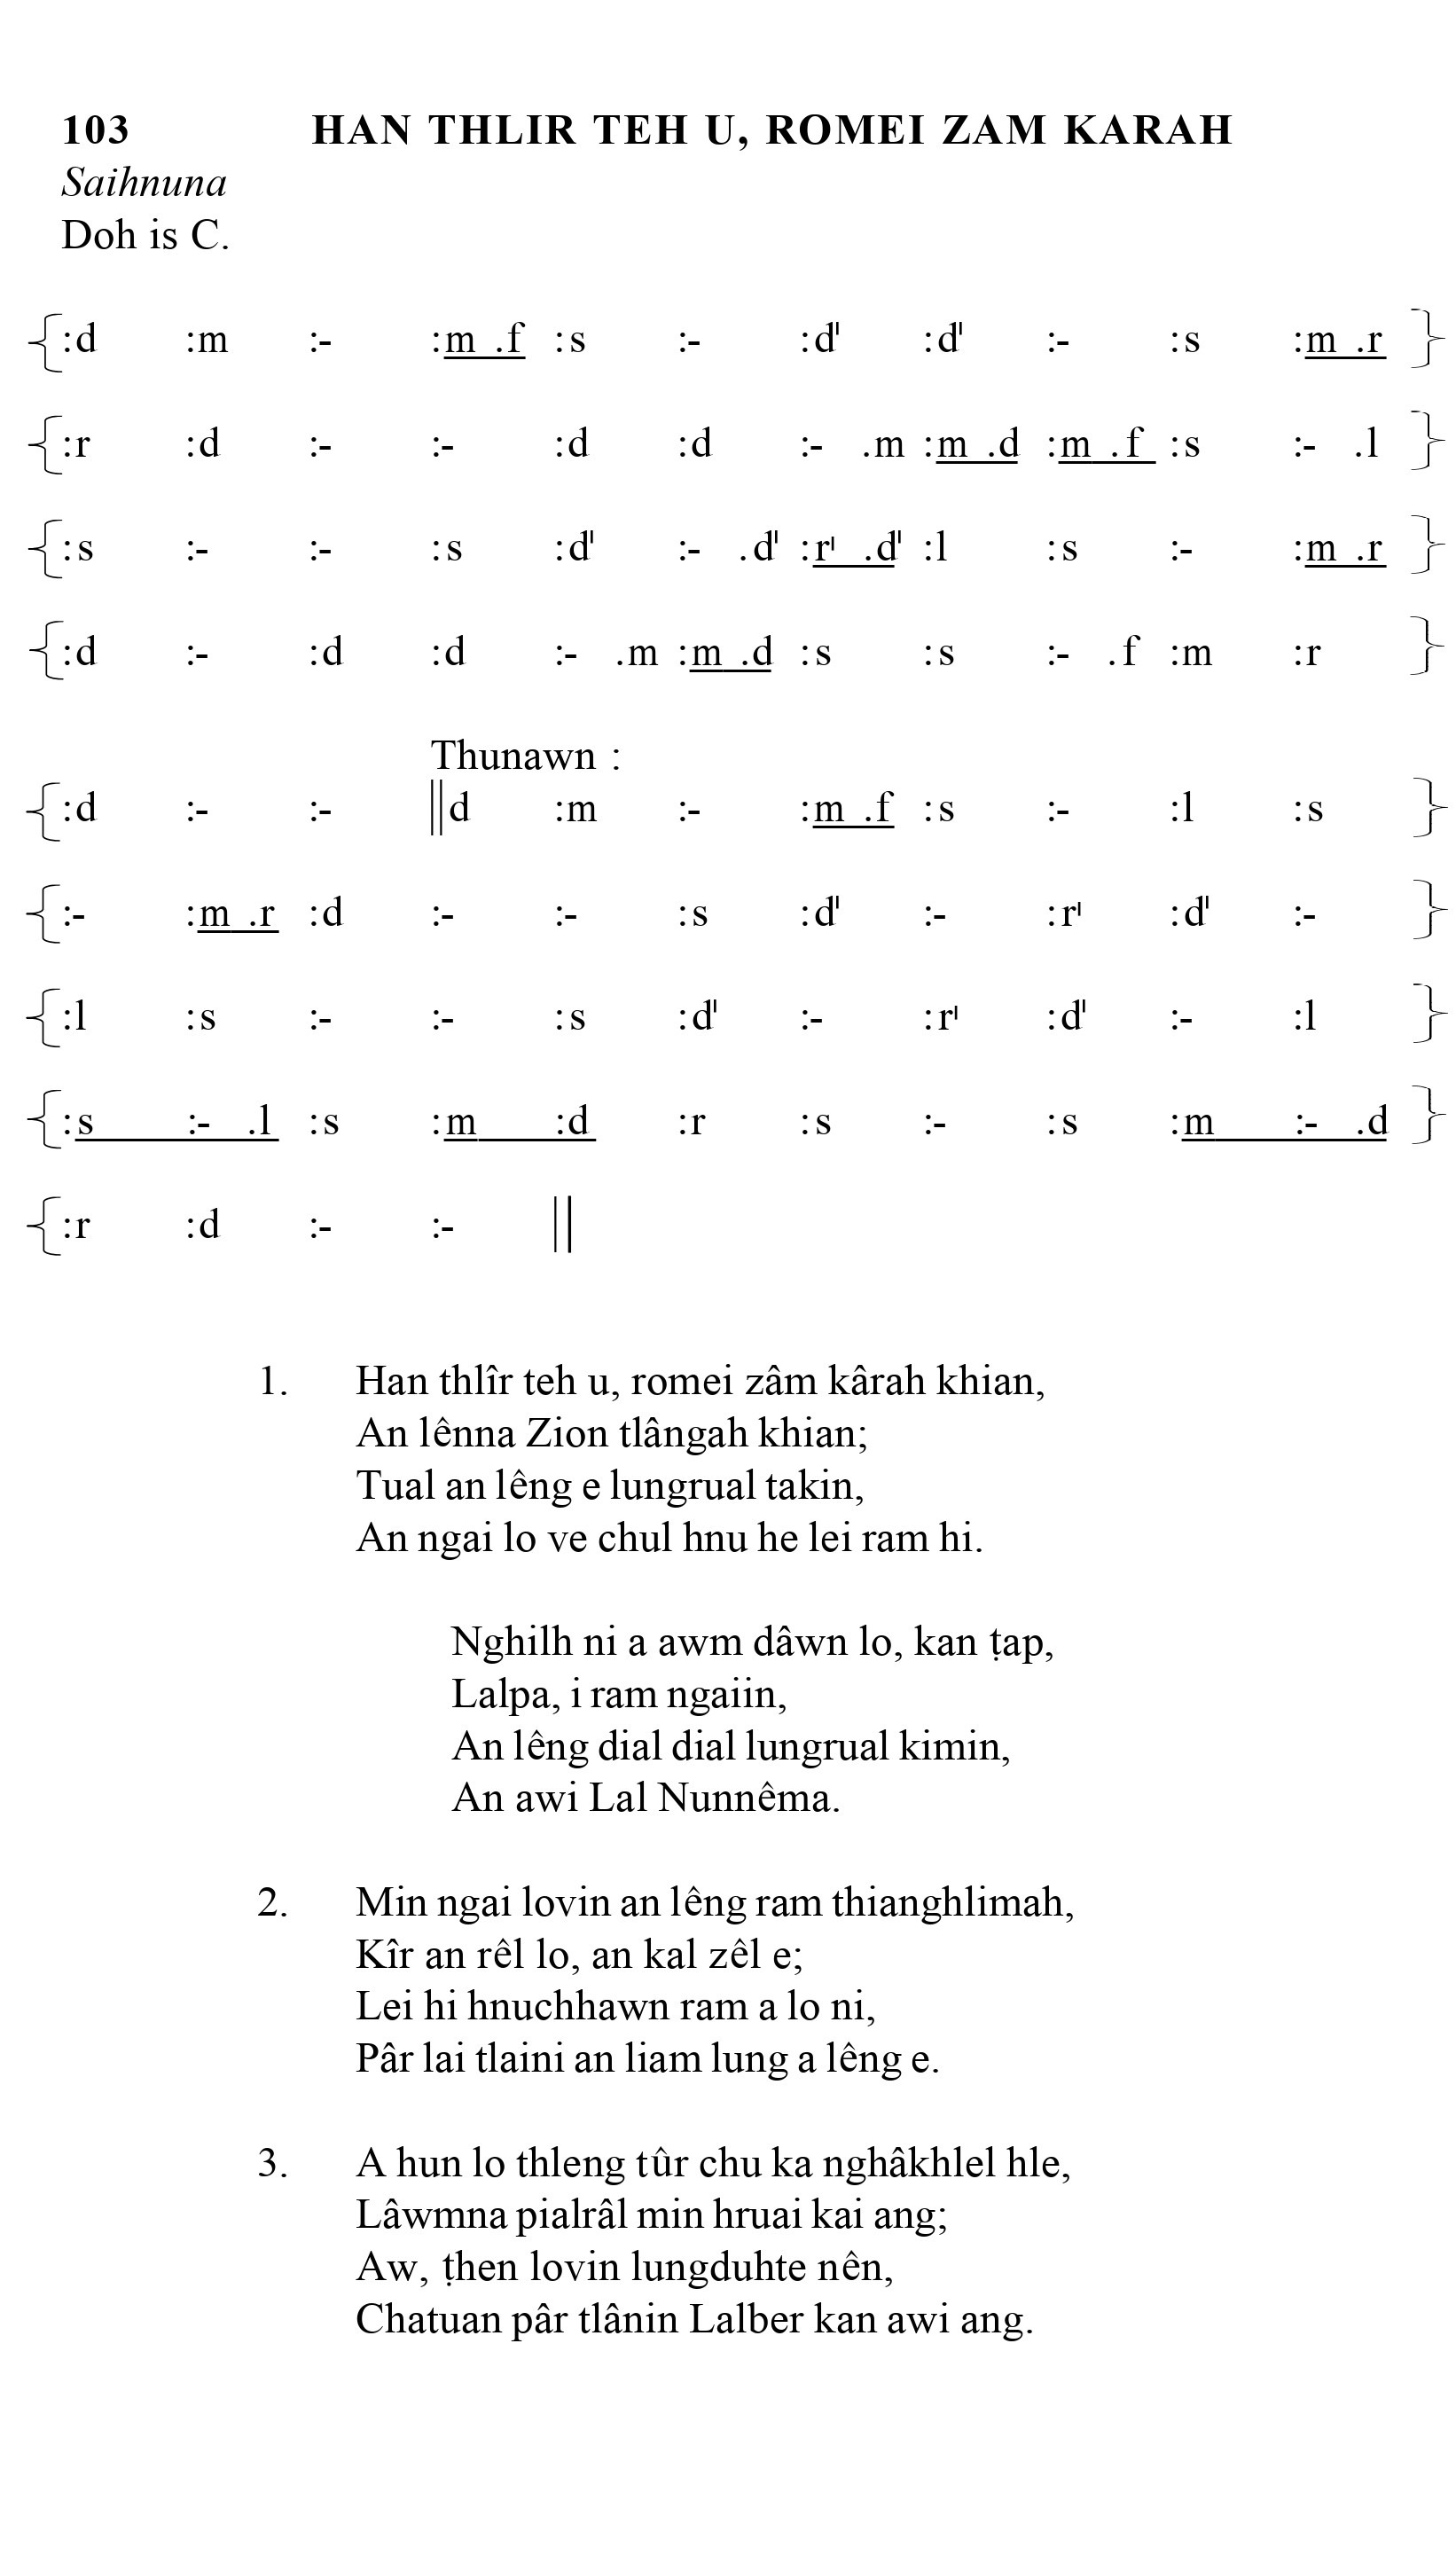 103 HAN THLIR TEH U, ROMEI ZAM KARAH
Saihnuna
Doh is C.
{:d :m :- :m .f :s :- :d' :d' :- :s :m .r }
{:r :d :- :- :d :d :- .m :m .d :m .f :s :- .l }
{:s :- :- :s :d' :- .d' :r' .d' :l :s :- :m .r }
{:d :- :d :d :- .m :m .d :s :s :- .f :m :r }
Thunawn :
{:d :- :- ||d :m :- :m .f :s :- :l :s }
{:- :m .r :d :- :- :s :d' :- :r' :d' :- }
{:l :s :- :- :s :d' :- :r' :d' :- :l }
{:s :- .l :s :m :d :r :s :- :s :m :- .d }
{:r :d :- :- ||
1. Han thlîr teh u, romei zâm kârah khian,
An lênna Zion tlângah khian;
Tual an lêng e lungrual takin,
An ngai lo ve chul hnu he lei ram hi.
Nghilh ni a awm dâwn lo, kan ṭap,
Lalpa, i ram ngaiin,
An lêng dial dial lungrual kimin,
An awi Lal Nunnêma.
2. Min ngai lovin an lêng ram thianghlimah,
Kîr an rêl lo, an kal zêl e;
Lei hi hnuchhawn ram a lo ni,
Pâr lai tlaini an liam lung a lêng e.
3. A hun lo thleng tûr chu ka nghâkhlel hle,
Lâwmna pialrâl min hruai kai ang;
Aw, ṭhen lovin lungduhte nên,
Chatuan pâr tlânin Lalber kan awi ang.